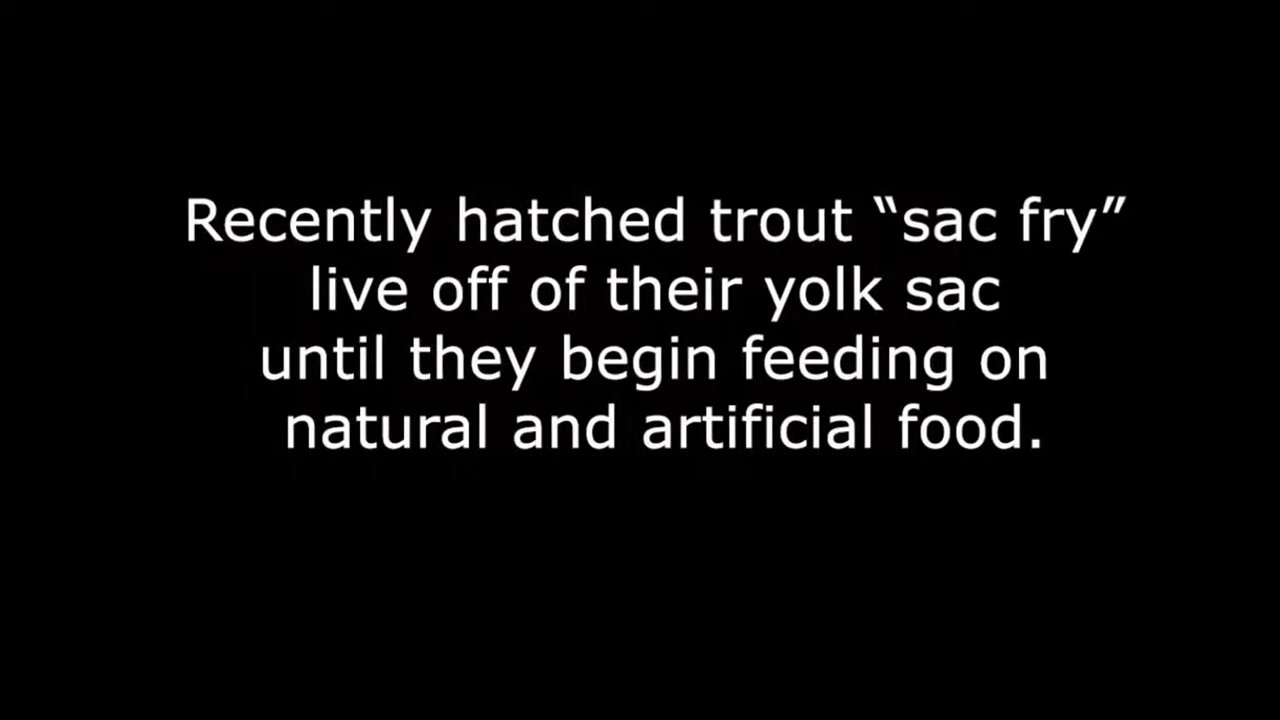 Recently hatched trout “sac fry”
live off of their yolk sac
until they begin feeding on
natural and artificial food.